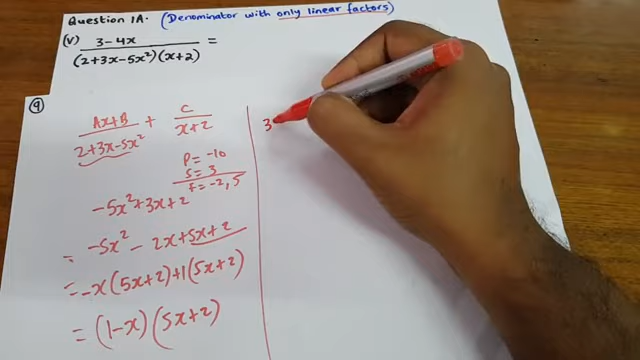 Question 1A. (Denominator with only linear factors)
(v) 3-4x / (2+3x-5x²)(x+2) =
9
Ax+B / 2+3x-5x² + C / x+2
P= -10
S= 3
F= -2, 5
-5x²+3x+2
= -5x² - 2x+5x+2
= -x(5x+2)+1(5x+2)
= (1-x)(5x+2)
3